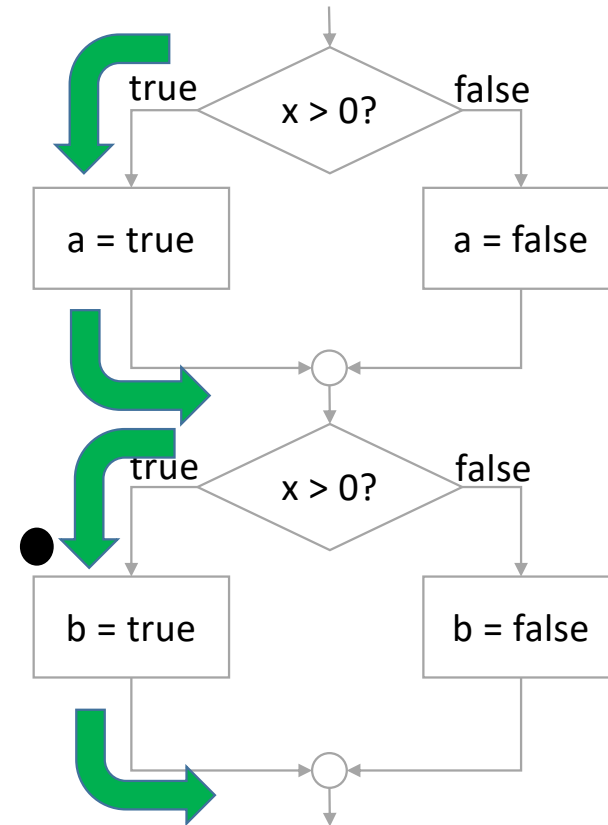 true
x > 0?
false
a = true
a = false
true
x > 0?
false
b = true
b = false